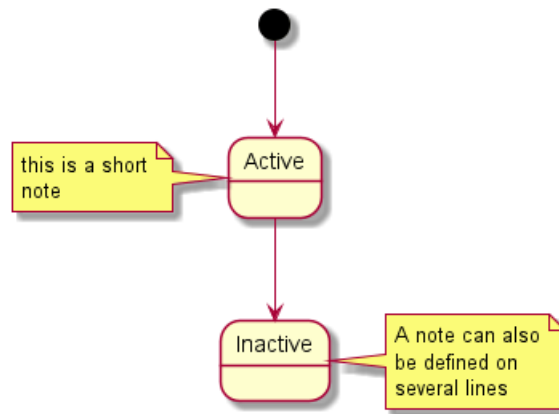 Active
this is a short
note
Inactive
A note can also
be defined on
several lines